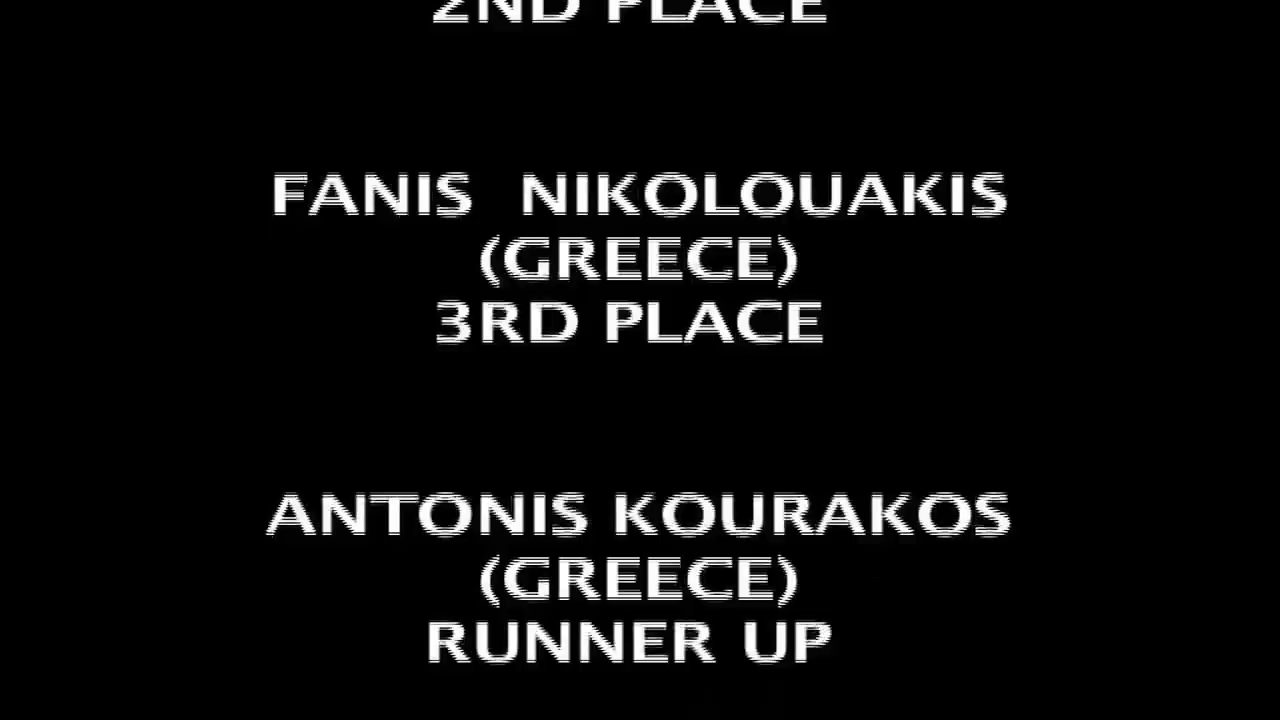 2ND PLACE
FANIS NIKOLOUAKIS
(GREECE)
3RD PLACE
ANTONIS KOURAKOS
(GREECE)
RUNNER UP